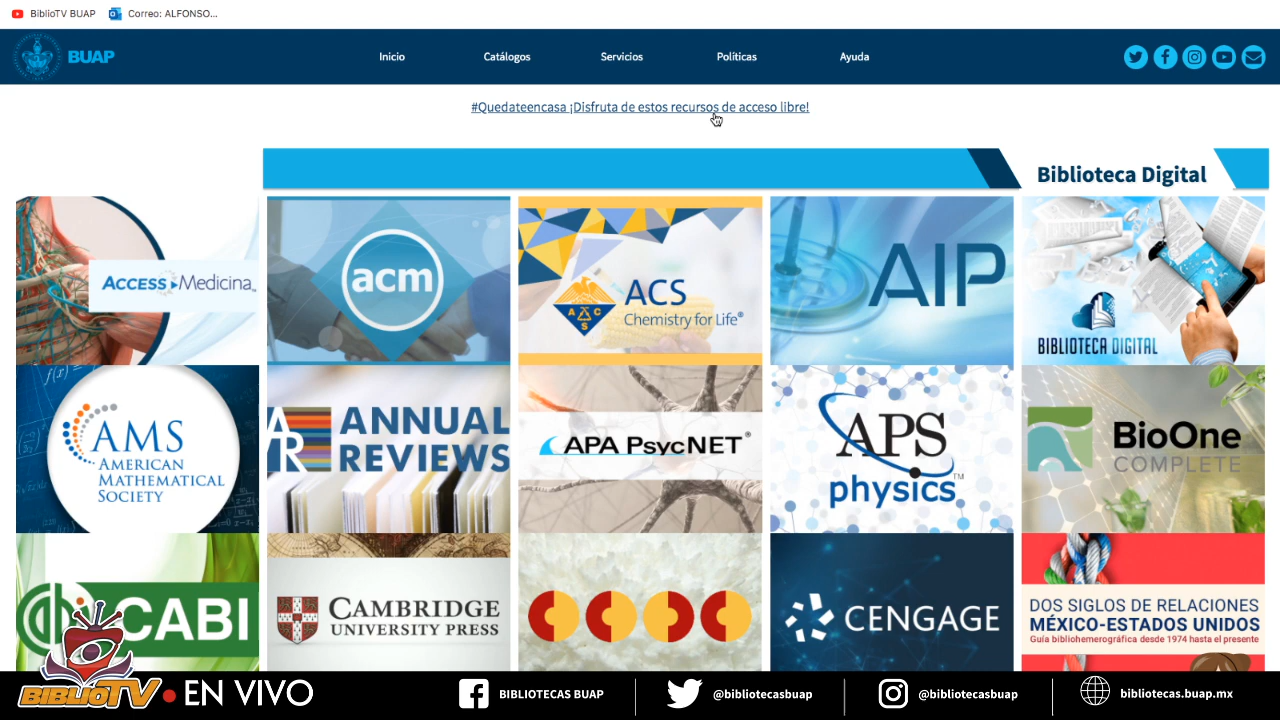 BiblioTV BUAP
Correo: ALFONSO...
BUAP
Inicio
Catálogos
Servicios
Políticas
Ayuda
#Quedateencasa ¡Disfruta de estos recursos de acceso libre!
Biblioteca Digital
ACCESS Medicina
acm
ACS
Chemistry for Life®
A C S
AIP
BIBLIOTECA DIGITAL
AMS
AMERICAN
MATHEMATICAL
SOCIETY
AR
ANNUAL
REVIEWS
APA PsycNET®
APS
physics™
BioOne
COMPLETE
CABI
CAMBRIDGE
UNIVERSITY PRESS
CENGAGE
DOS SIGLOS DE RELACIONES
MÉXICO-ESTADOS UNIDOS
Guía bibliohemerográfica desde 1974 hasta el presente
BIBLIOTV
EN VIVO
BIBLIOTECAS BUAP
@bibliotecasbuap
@bibliotecasbuap
bibliotecas.buap.mx